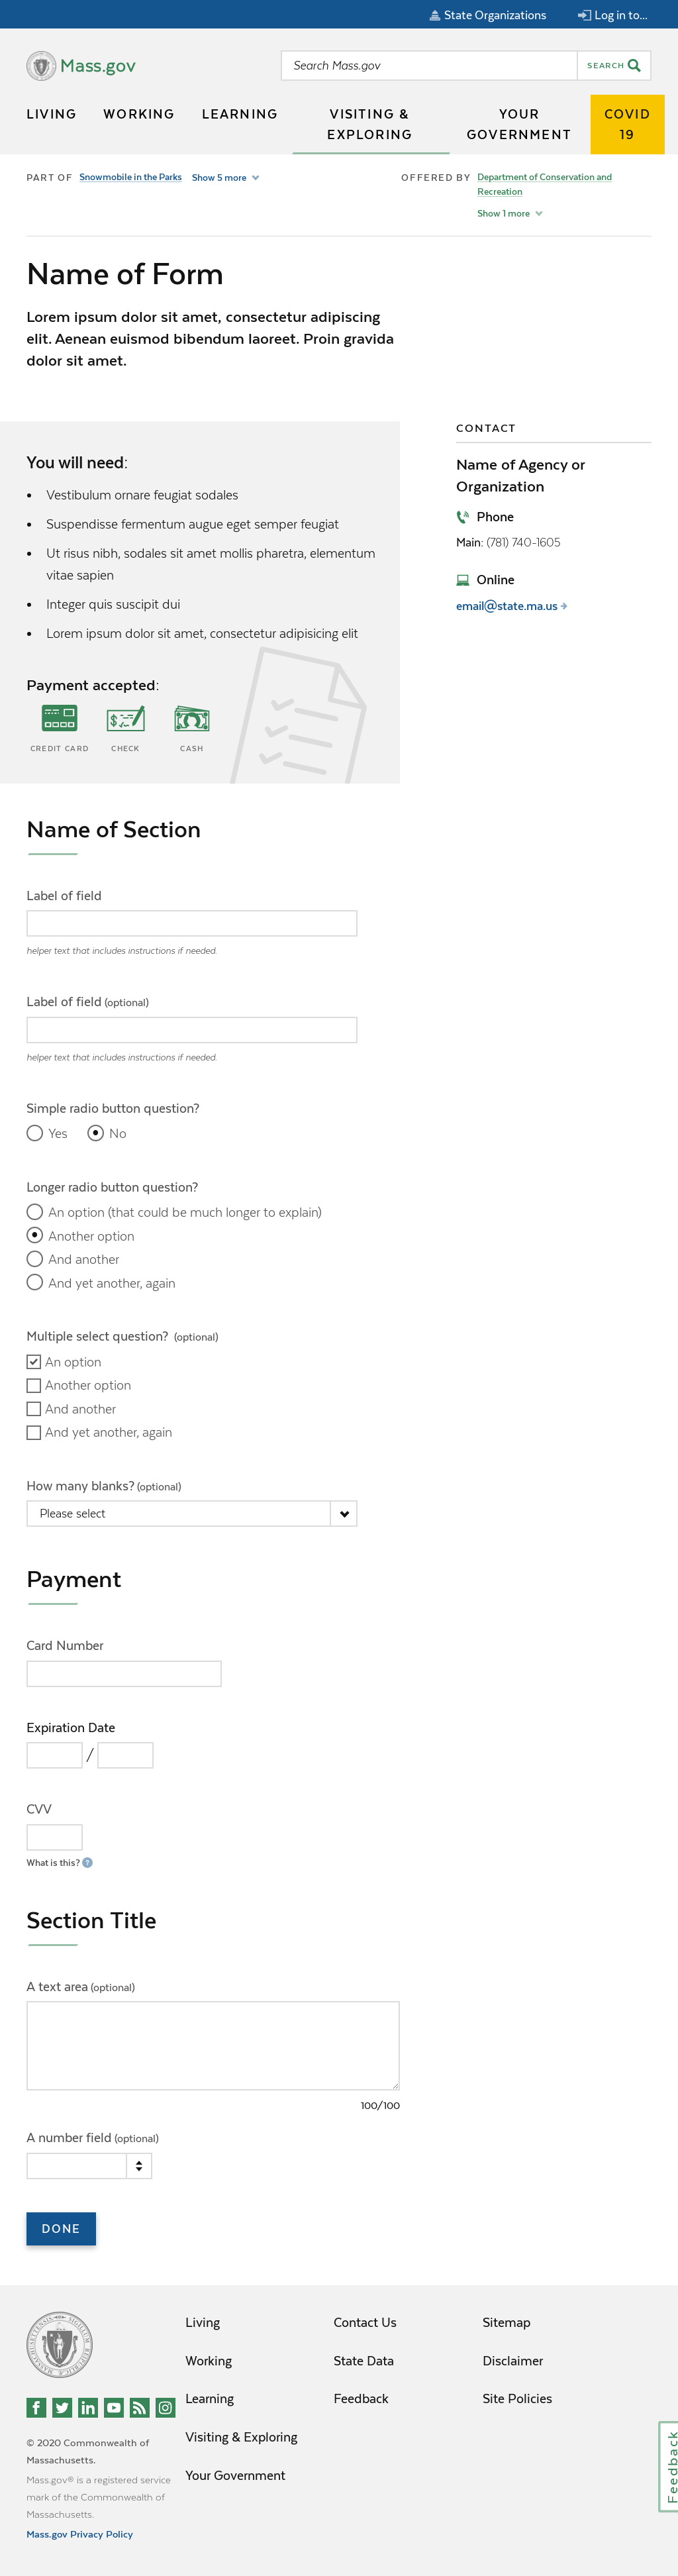 State Organizations
Log in to...
Mass.gov
Search Mass.gov
SEARCH
LIVING
WORKING
LEARNING
VISITING &
EXPLORING
YOUR
GOVERNMENT
COVID
19
PART OF
Snowmobile in the Parks
Show 5 more
OFFERED BY
Department of Conservation and
Recreation
Show 1 more
Name of Form
Lorem ipsum dolor sit amet, consectetur adipiscing
elit. Aenean euismod bibendum laoreet. Proin gravida
dolor sit amet.
You will need:
Vestibulum ornare feugiat sodales
Suspendisse fermentum augue eget semper feugiat
Ut risus nibh, sodales sit amet mollis pharetra, elementum
vitae sapien
Integer quis suscipit dui
Lorem ipsum dolor sit amet, consectetur adipisicing elit
Payment accepted:
CREDIT CARD
CHECK
CASH
CONTACT
Name of Agency or
Organization
Phone
Main: (781) 740-1605
Online
email@state.ma.us
Name of Section
Label of field
helper text that includes instructions if needed.
Label of field (optional)
helper text that includes instructions if needed.
Simple radio button question?
Yes
No
Longer radio button question?
An option (that could be much longer to explain)
Another option
And another
And yet another, again
Multiple select question? (optional)
An option
Another option
And another
And yet another, again
How many blanks? (optional)
Please select
Payment
Card Number
Expiration Date
/
CVV
What is this? ?
Section Title
A text area (optional)
100/100
A number field (optional)
DONE
Living
Working
Learning
Visiting & Exploring
Your Government
Contact Us
State Data
Feedback
Sitemap
Disclaimer
Site Policies
© 2020 Commonwealth of
Massachusetts.
Mass.gov® is a registered service
mark of the Commonwealth of
Massachusetts.
Mass.gov Privacy Policy
Feedback